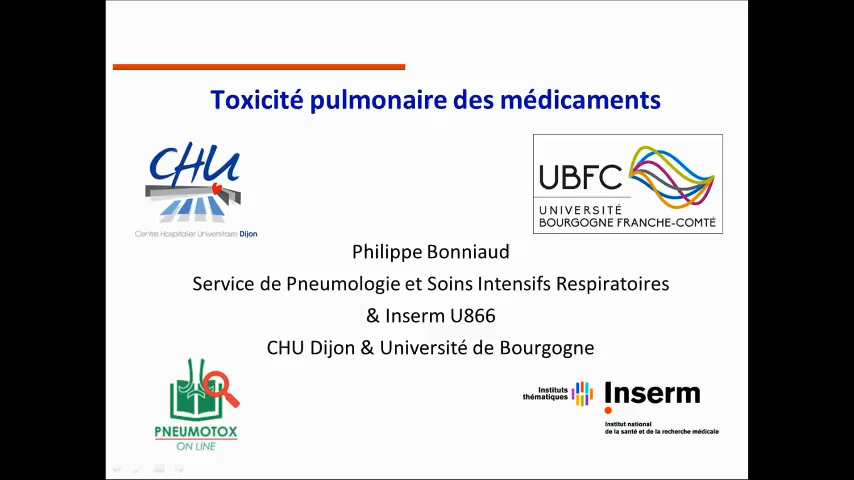 Toxicité pulmonaire des médicaments
CHU
Centre Hospitalier Universitaire Dijon
UBFC
UNIVERSITÉ
BOURGOGNE FRANCHE-COMTÉ
Philippe Bonniaud
Service de Pneumologie et Soins Intensifs Respiratoires
& Inserm U866
CHU Dijon & Université de Bourgogne
PNEUMOTOX
ON LINE
Instituts
thématiques
Inserm
Institut national
de la santé et de la recherche médicale